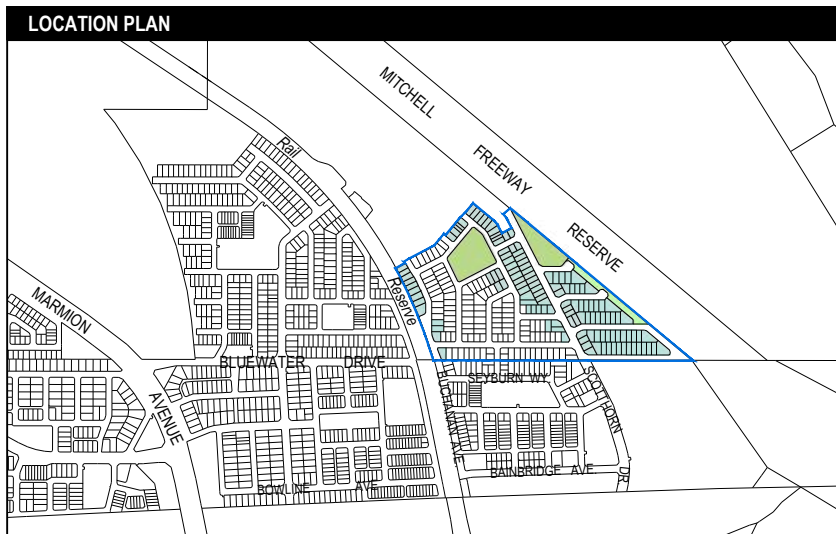 LOCATION PLAN
MITCHELL
FREEWAY
RESERVE
Rail
Reserve
MARMION
AVENUE
BLUEWATER DRIVE
SEYBURN WY.
BUCHANAN AVE
SCOTTHORN
DR
BAINBRIDGE AVE.
BOWLINE AVE